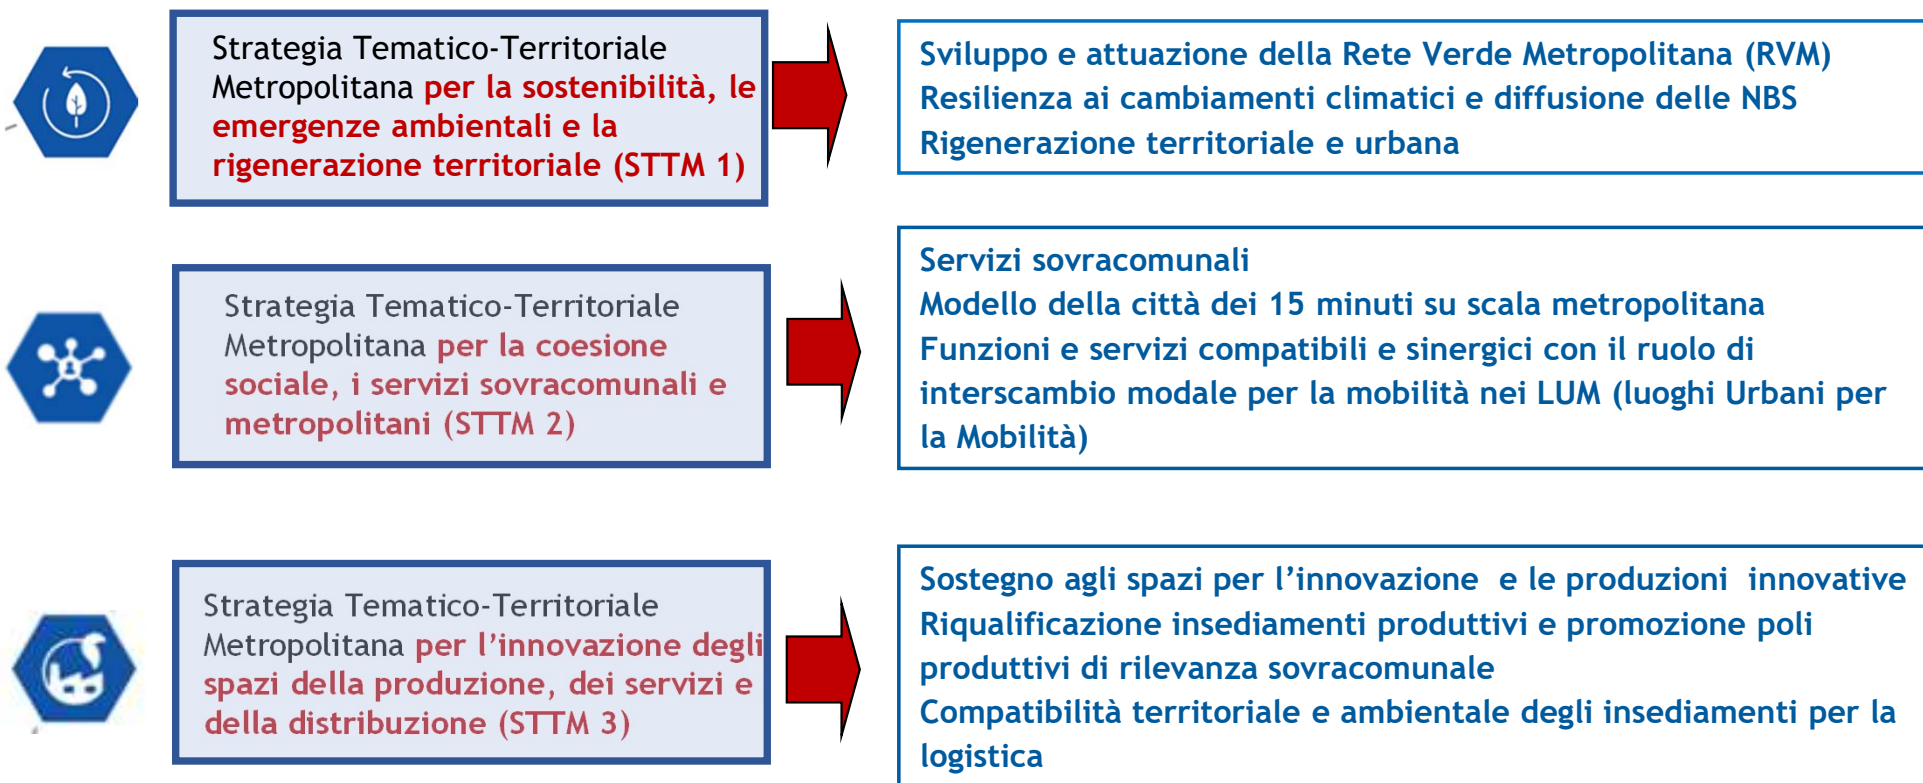 Strategia Tematico-Territoriale
Metropolitana per la sostenibilità, le
emergenze ambientali e la
rigenerazione territoriale (STTM 1)
Sviluppo e attuazione della Rete Verde Metropolitana (RVM)
Resilienza ai cambiamenti climatici e diffusione delle NBS
Rigenerazione territoriale e urbana
Strategia Tematico-Territoriale
Metropolitana per la coesione
sociale, i servizi sovracomunali e
metropolitani (STTM 2)
Servizi sovracomunali
Modello della città dei 15 minuti su scala metropolitana
Funzioni e servizi compatibili e sinergici con il ruolo di
interscambio modale per la mobilità nei LUM (luoghi Urbani per
la Mobilità)
Strategia Tematico-Territoriale
Metropolitana per l’innovazione degli
spazi della produzione, dei servizi e
della distribuzione (STTM 3)
Sostegno agli spazi per l’innovazione e le produzioni innovative
Riqualificazione insediamenti produttivi e promozione poli
produttivi di rilevanza sovracomunale
Compatibilità territoriale e ambientale degli insediamenti per la
logistica